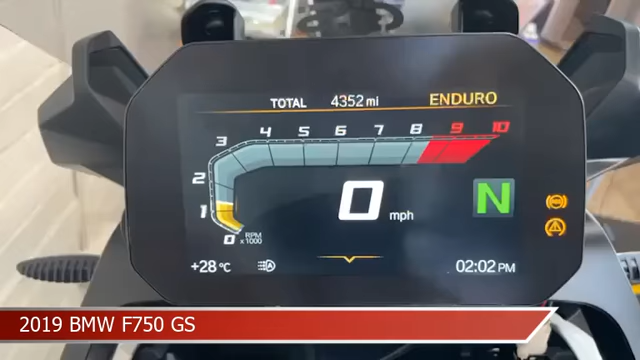 TOTAL 4352 mi ENDURO
3 4 5 6 7 8 9 10
2
1
0 mph N ABS
0 RPM x1000
+28 °C A 02:02 PM
2019 BMW F750 GS